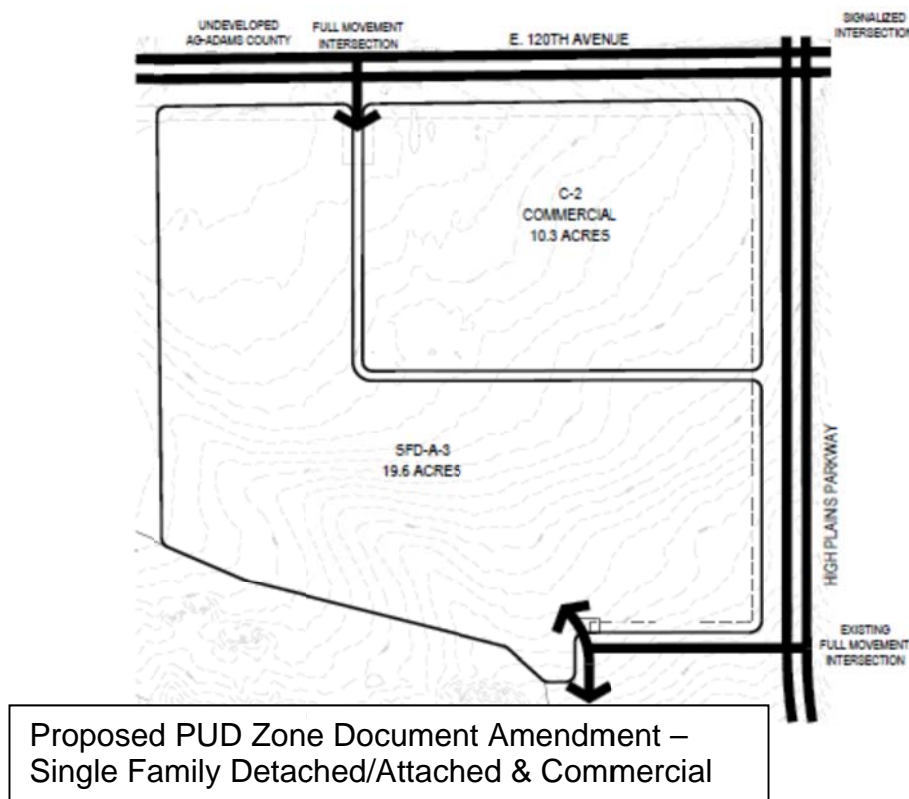 UNDEVELOPED
AG-ADAMS COUNTY
FULL MOVEMENT
INTERSECTION
E. 120TH AVENUE
SIGNALIZED
INTERSECTION
C-2
COMMERCIAL
10.3 ACRES
SFD-A-3
19.6 ACRES
HIGH PLAINS PARKWAY
EXISTING
FULL MOVEMENT
INTERSECTION
Proposed PUD Zone Document Amendment –
Single Family Detached/Attached & Commercial